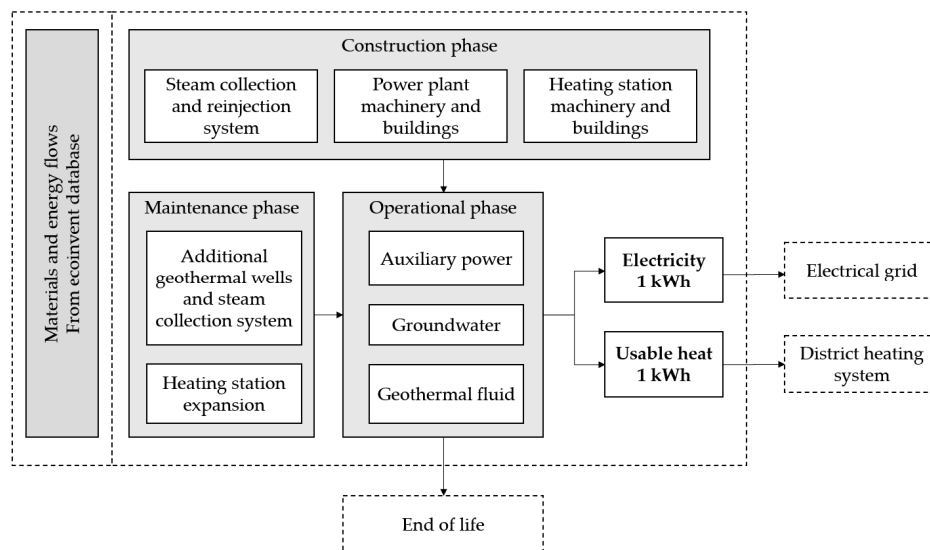 Materials and energy flows
From ecoinvent database
Construction phase
Steam collection
and reinjection
system
Power plant
machinery and
buildings
Heating station
machinery and
buildings
Maintenance phase
Additional
geothermal wells
and steam
collection system
Heating station
expansion
Operational phase
Auxiliary power
Groundwater
Geothermal fluid
Electricity
1 kWh
Usable heat
1 kWh
Electrical grid
District heating
system
End of life